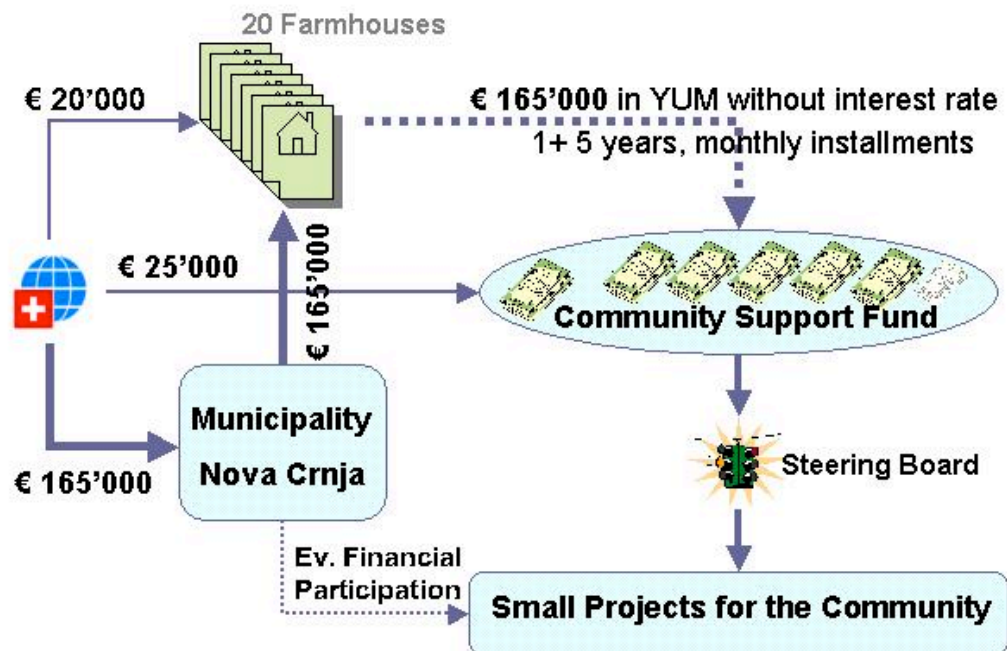 20 Farmhouses
€ 20’000
€ 165’000 in YUM without interest rate
1+ 5 years, monthly installments
€ 165’000
€ 25’000
Community Support Fund
Municipality
Nova Crnja
€ 165’000
Steering Board
Ev. Financial
Participation
Small Projects for the Community